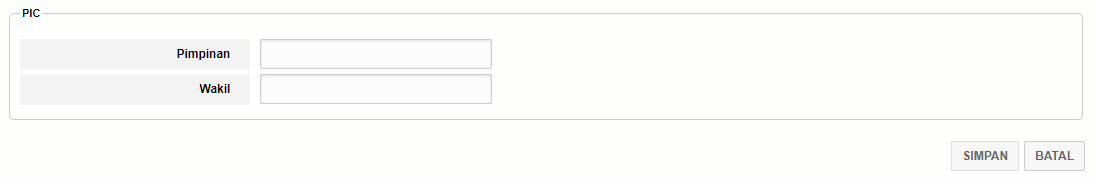 PIC
Pimpinan
Wakil
SIMPAN BATAL